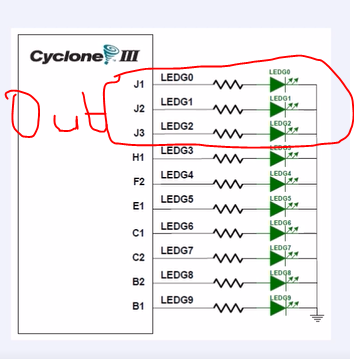 Cyclone III
J1 LEDG0 LEDG0
J2 LEDG1 LEDG1
Out
J3 LEDG2 LEDG2
H1 LEDG3 LEDG3
F2 LEDG4 LEDG4
E1 LEDG5 LEDG5
C1 LEDG6 LEDG6
C2 LEDG7 LEDG7
B2 LEDG8 LEDG8
B1 LEDG9 LEDG9